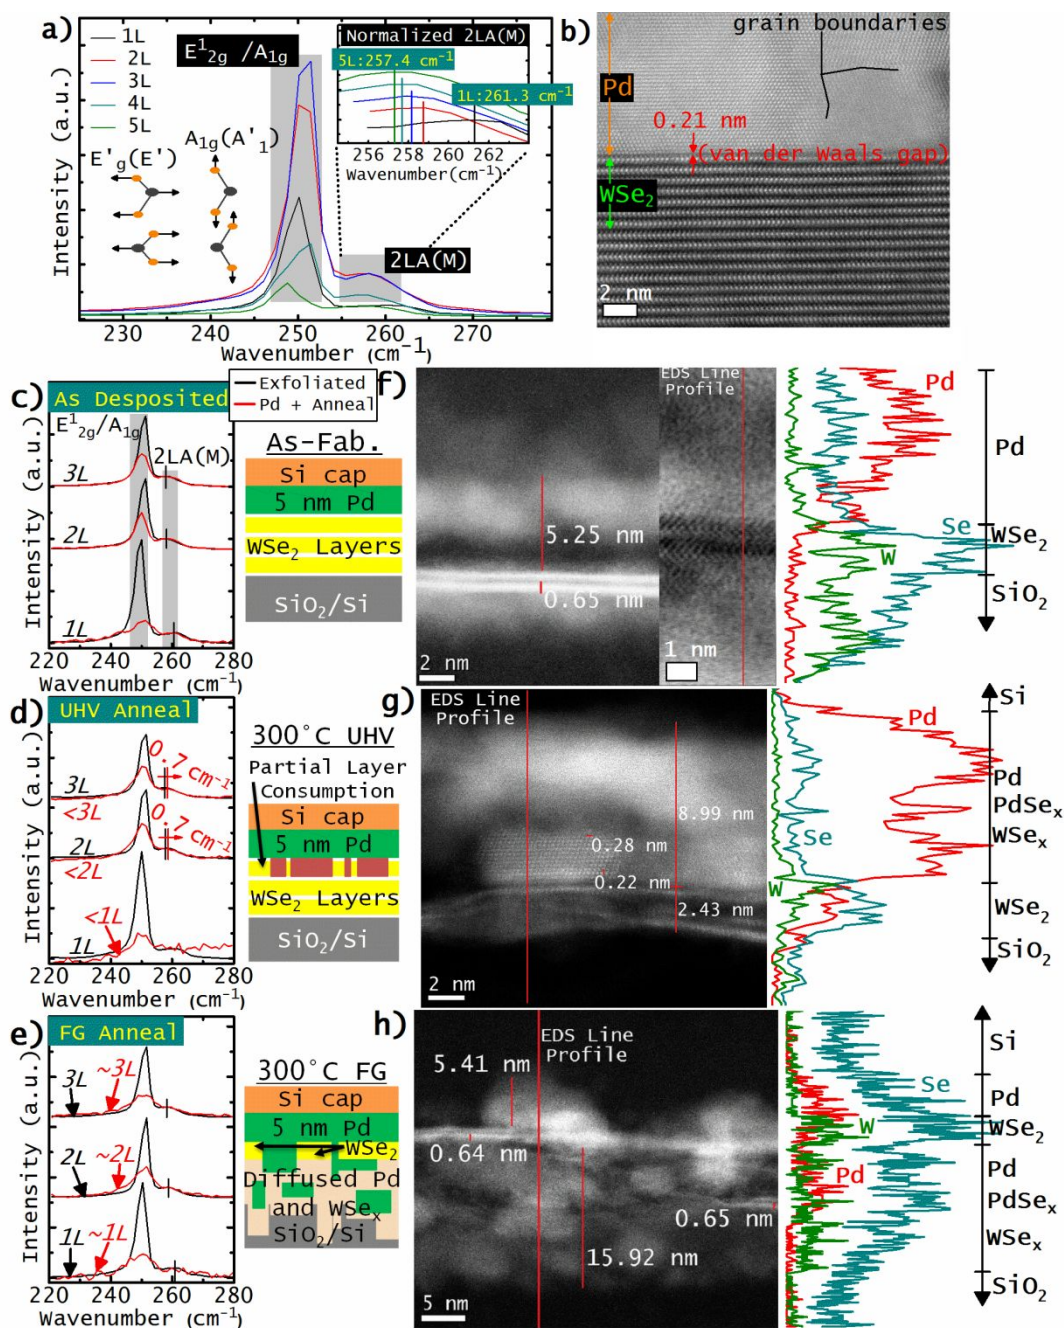 a)
1L
2L
3L
4L
5L
E¹₂g /A₁g
Normalized 2LA(M)
5L:257.4 cm⁻¹
1L:261.3 cm⁻¹
256 258 260 262
Wavenumber(cm⁻¹)
E'g(E')
A₁g(A'₁)
2LA(M)
Intensity (a.u.)
230 240 250 260 270
Wavenumber (cm⁻¹)
b)
grain boundaries
Pd
0.21 nm
(van der Waals gap)
WSe₂
2 nm
c)
As Desposited
Exfoliated
Pd + Anneal
E¹₂g/A₁g
2LA(M)
3L
2L
1L
Intensity (a.u.)
220 240 260 280
Wavenumber (cm⁻¹)
As-Fab.
Si cap
5 nm Pd
WSe₂ Layers
SiO₂/Si
f)
EDS Line
Profile
5.25 nm
0.65 nm
2 nm
1 nm
Pd
Se
W
Pd
WSe₂
SiO₂
d)
UHV Anneal
0.7 cm⁻¹
3L
<3L
0.7 cm⁻¹
2L
<2L
<1L
1L
Intensity (a.u.)
220 240 260 280
Wavenumber (cm⁻¹)
300°C UHV
Partial Layer
Consumption
Si cap
5 nm Pd
WSe₂ Layers
SiO₂/Si
g)
EDS Line
Profile
8.99 nm
0.28 nm
0.22 nm
2.43 nm
2 nm
Pd
Se
W
Si
Pd
PdSeₓ
WSeₓ
WSe₂
SiO₂
e)
FG Anneal
3L
~3L
2L
~2L
1L
~1L
Intensity (a.u.)
220 240 260 280
Wavenumber (cm⁻¹)
300°C FG
Si cap
5 nm Pd
WSe₂
Diffused Pd
and WSeₓ
SiO₂/Si
h)
EDS Line
Profile
5.41 nm
0.64 nm
0.65 nm
15.92 nm
5 nm
Se
W
Pd
Si
Pd
WSe₂
Pd
PdSeₓ
WSeₓ
SiO₂